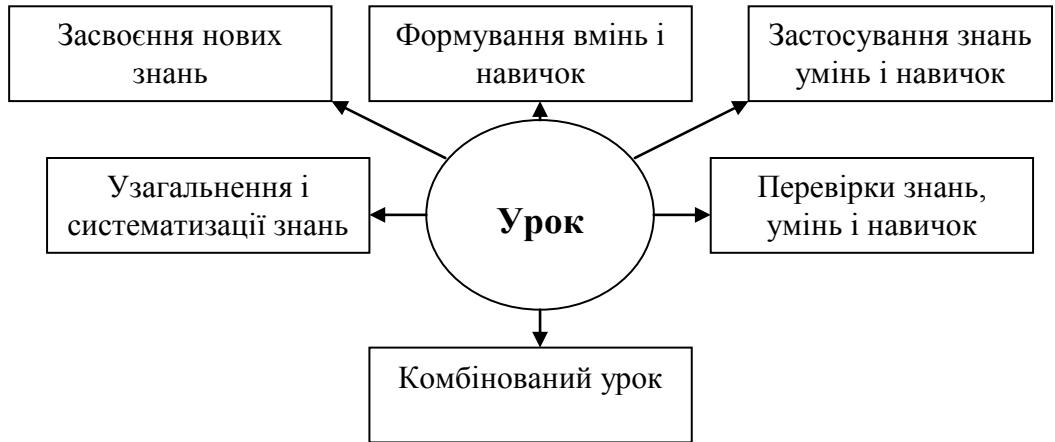 Засвоєння нових
знань
Формування вмінь і
навичок
Застосування знань
умінь і навичок
Узагальнення і
систематизації знань
Урок
Перевірки знань,
умінь і навичок
Комбінований урок